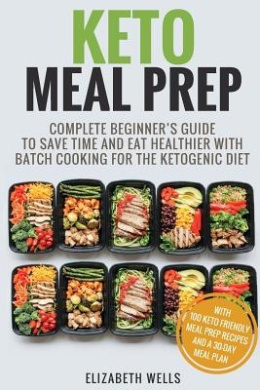 KETO
MEAL PREP
COMPLETE BEGINNER'S GUIDE
TO SAVE TIME AND EAT HEALTHIER WITH
BATCH COOKING FOR THE KETOGENIC DIET
WITH
100 KETO FRIENDLY
MEAL PREP RECIPES
AND A 30-DAY
MEAL PLAN
ELIZABETH WELLS